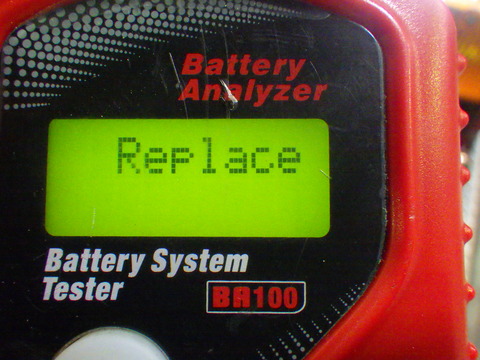 Battery
Analyzer
Replace
Battery System
Tester
BA100